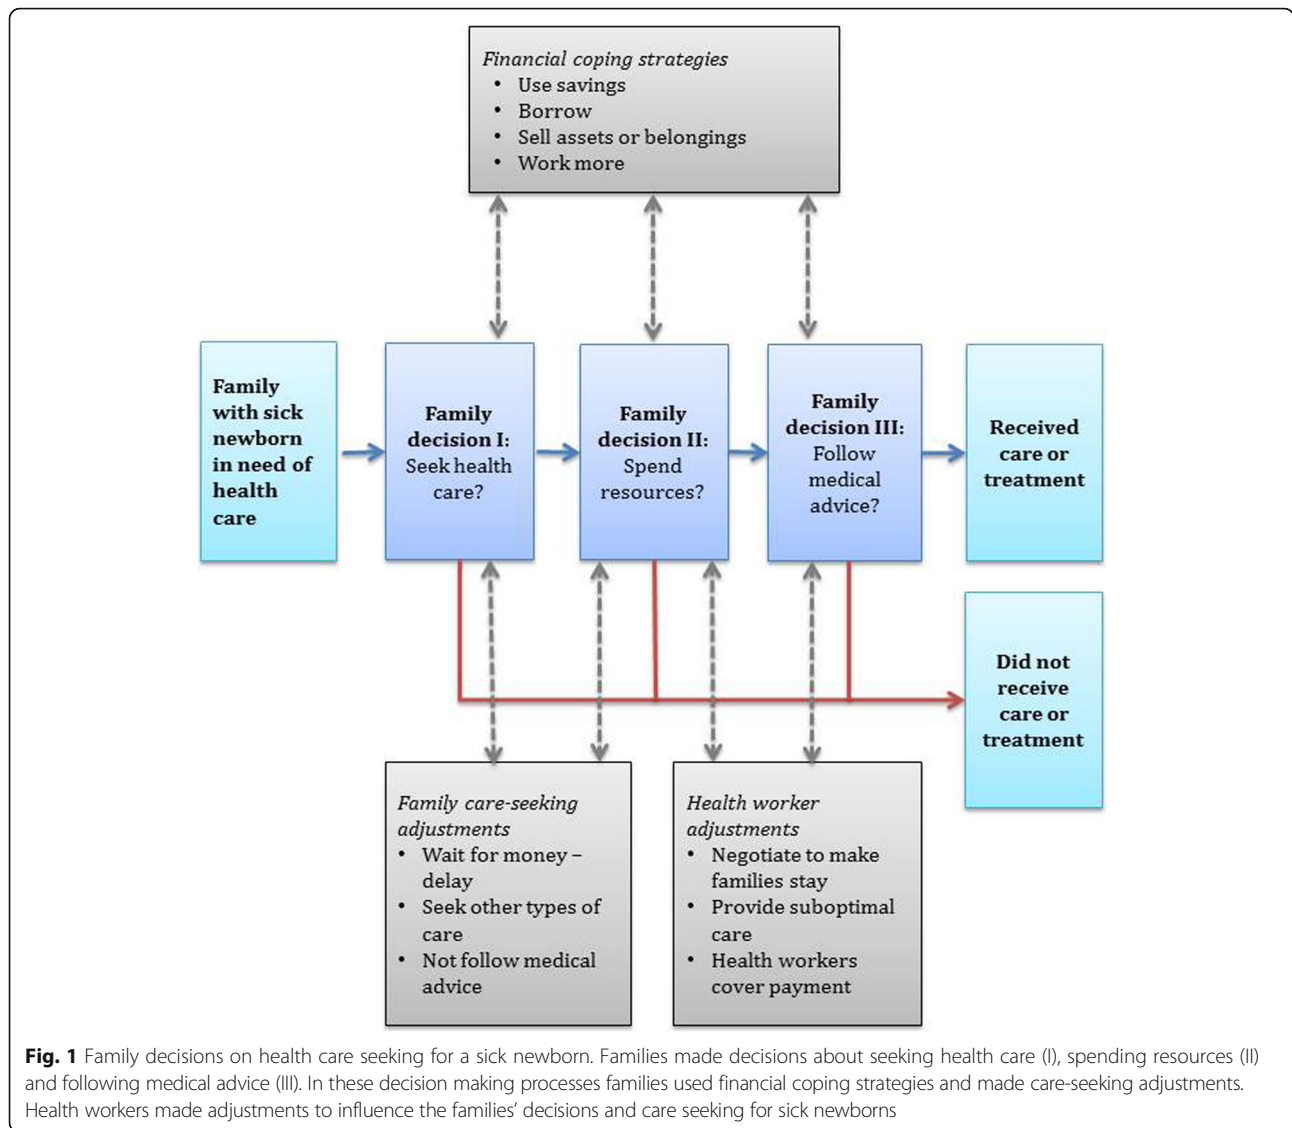 Financial coping strategies
• Use savings
• Borrow
• Sell assets or belongings
• Work more
Family
with sick
newborn
in need of
health
care
Family
decision I:
Seek health
care?
Family
decision II:
Spend
resources?
Family
decision III:
Follow
medical
advice?
Received
care or
treatment
Did not
receive
care or
treatment
Family care-seeking
adjustments
• Wait for money –
delay
• Seek other types of
care
• Not follow medical
advice
Health worker
adjustments
• Negotiate to make
families stay
• Provide suboptimal
care
• Health workers
cover payment
Fig. 1 Family decisions on health care seeking for a sick newborn. Families made decisions about seeking health care (I), spending resources (II)
and following medical advice (III). In these decision making processes families used financial coping strategies and made care-seeking adjustments.
Health workers made adjustments to influence the families’ decisions and care seeking for sick newborns